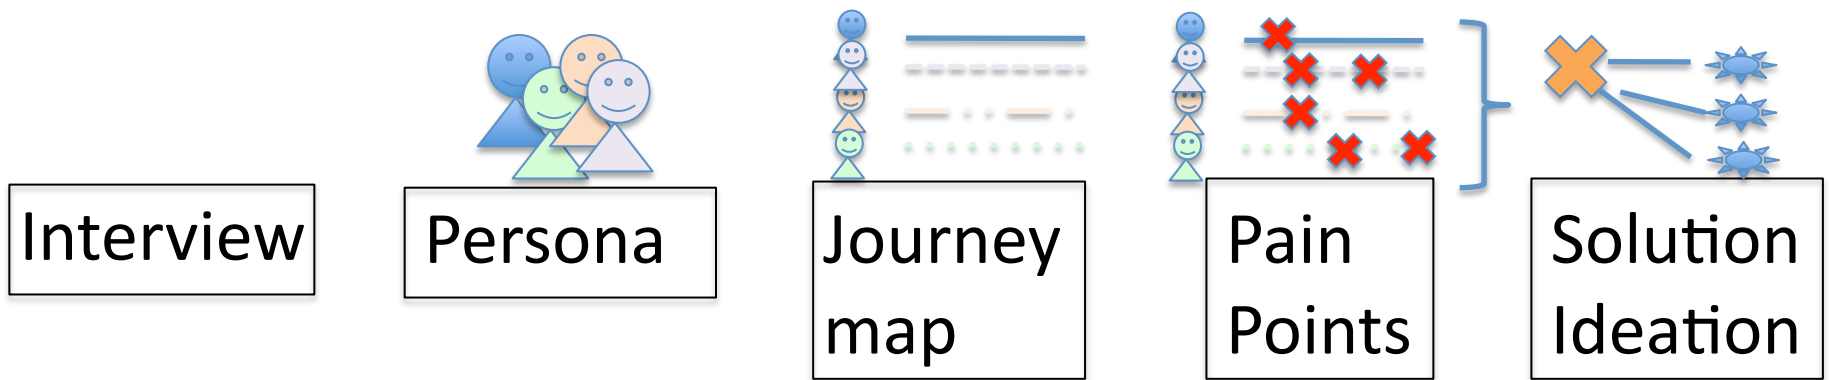 Interview
Persona
Journey
map
Pain
Points
Solution
Ideation